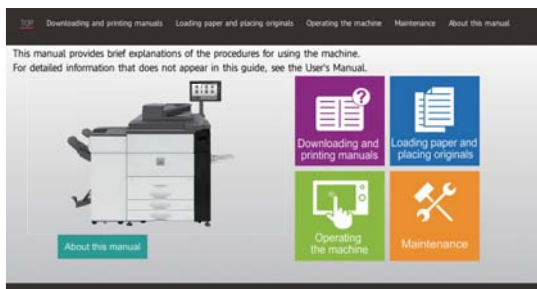 TOP Downloading and printing manuals Loading paper and placing originals Operating the machine Maintenance About this manual
This manual provides brief explanations of the procedures for using the machine.
For detailed information that does not appear in this guide, see the User's Manual.
Downloading and
printing manuals
Loading paper and
placing originals
About this manual
Operating
the machine
Maintenance